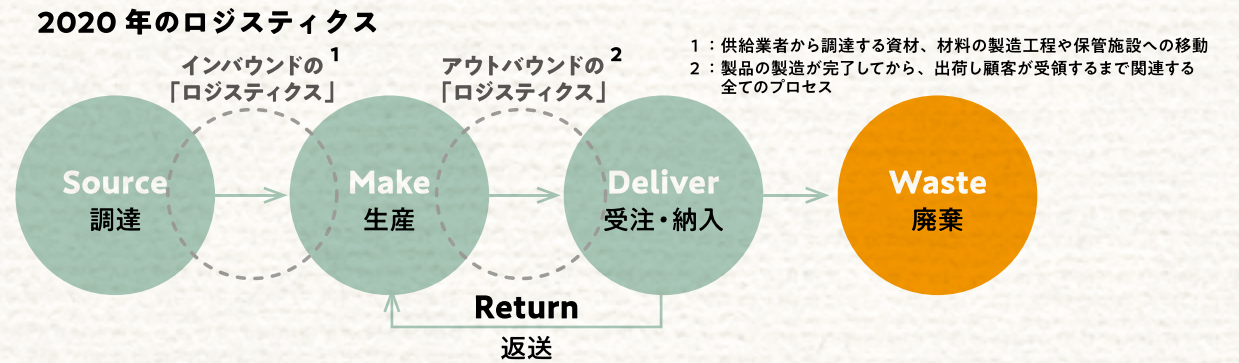 2020 年のロジスティクス
インバウンドの 1
「ロジスティクス」
アウトバウンドの 2
「ロジスティクス」
1：供給業者から調達する資材、材料の製造工程や保管施設への移動
2：製品の製造が完了してから、出荷し顧客が受領するまで関連する
全てのプロセス
Source
調達
Make
生産
Deliver
受注・納入
Waste
廃棄
Return
返送